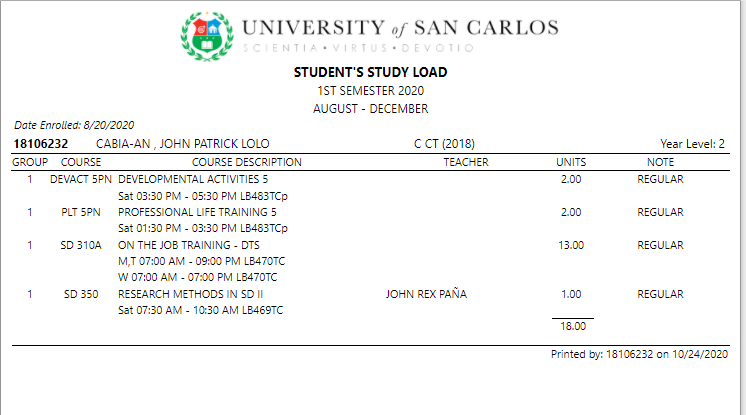 UNIVERSITY of SAN CARLOS
SCIENTIA • VIRTUS • DEVOTIO
STUDENT'S STUDY LOAD
1ST SEMESTER 2020
AUGUST - DECEMBER
Date Enrolled: 8/20/2020
18106232 CABIA-AN , JOHN PATRICK LOLO C CT (2018) Year Level: 2
GROUP COURSE COURSE DESCRIPTION TEACHER UNITS NOTE
1 DEVACT 5PN DEVELOPMENTAL ACTIVITIES 5 2.00 REGULAR
Sat 03:30 PM - 05:30 PM LB483TCp
1 PLT 5PN PROFESSIONAL LIFE TRAINING 5 2.00 REGULAR
Sat 01:30 PM - 03:30 PM LB483TCp
1 SD 310A ON THE JOB TRAINING - DTS 13.00 REGULAR
M,T 07:00 AM - 09:00 PM LB470TC
W 07:00 AM - 07:00 PM LB470TC
1 SD 350 RESEARCH METHODS IN SD II JOHN REX PAÑA 1.00 REGULAR
Sat 07:30 AM - 10:30 AM LB469TC
18.00
Printed by: 18106232 on 10/24/2020